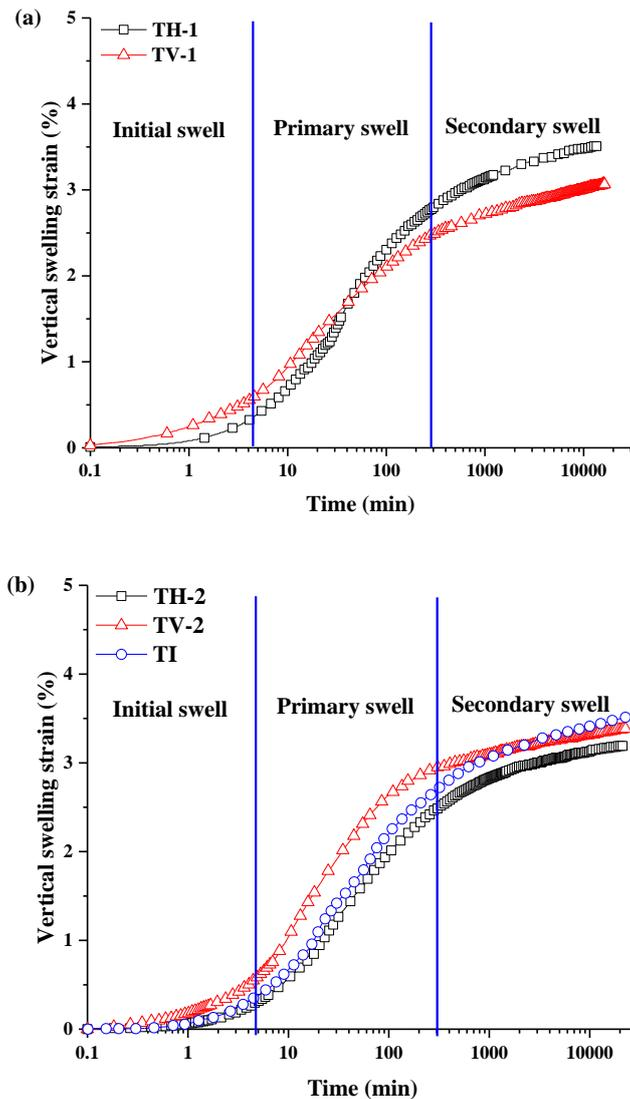 (a)
TH-1
TV-1
Initial swell
Primary swell
Secondary swell
Vertical swelling strain (%)
5
4
3
2
1
0
0.1
1
10
100
1000
10000
Time (min)
(b)
TH-2
TV-2
TI
Initial swell
Primary swell
Secondary swell
Vertical swelling strain (%)
5
4
3
2
1
0
0.1
1
10
100
1000
10000
Time (min)